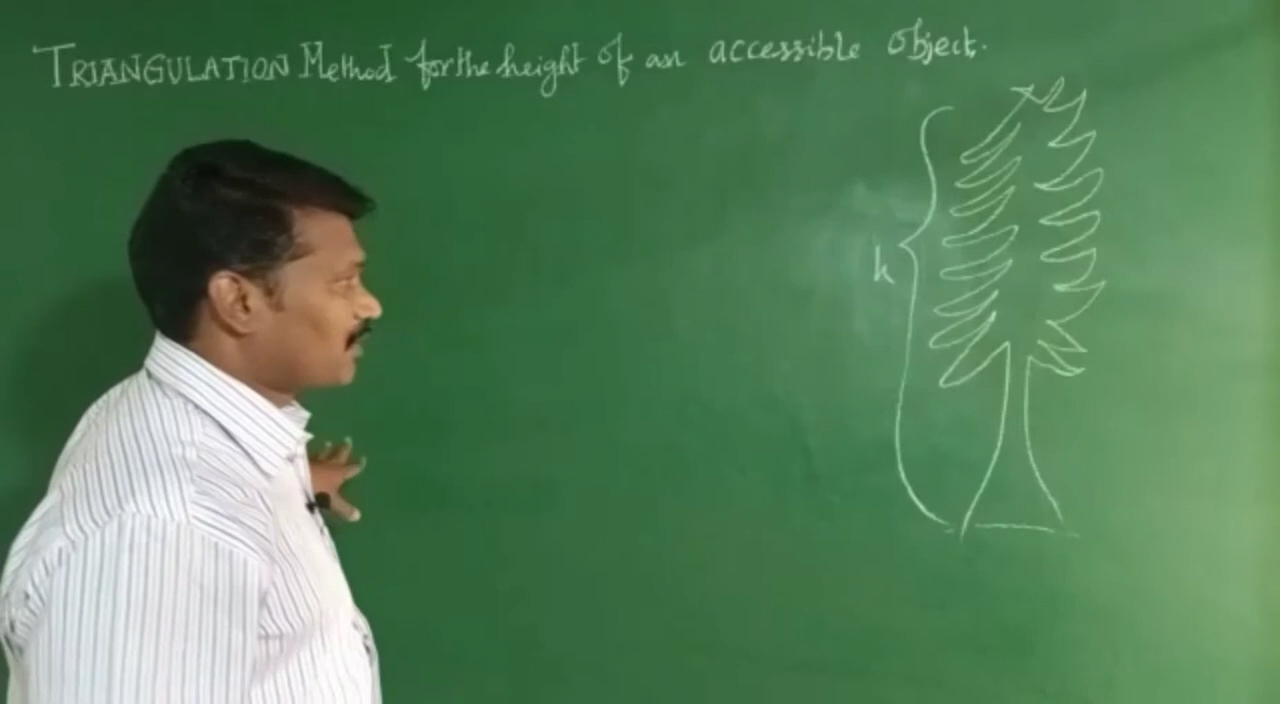 TRIANGULATION Method for the height of an accessible object.
h